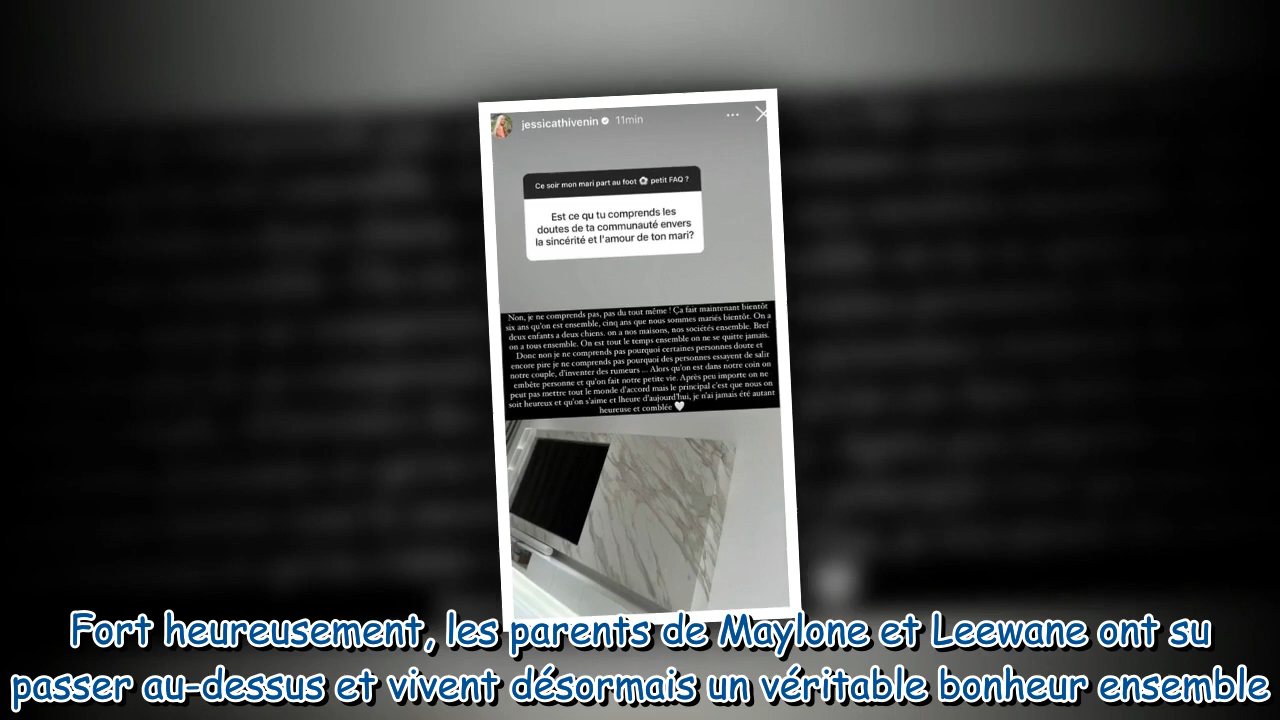 jessicathivenin 11min
Ce soir mon mari part au foot ⚽ petit FAQ ?
Est ce qu tu comprends les
doutes de ta communauté envers
la sincérité et l'amour de ton mari?
Non, je ne comprends pas, pas du tout même ! Ça fait maintenant bientôt
six ans qu'on est ensemble, cinq ans que nous sommes mariés bientôt. On a
deux enfants a deux chiens, on a nos maisons, nos sociétés ensemble. Bref
on a tous ensemble. On est tout le temps ensemble on ne se quitte jamais.
Donc non je ne comprends pas pourquoi certaines personnes doute et
encore pire je ne comprends pas pourquoi des personnes essayent de salir
notre couple, d'inventer des rumeurs ... Alors qu'on est dans notre coin on
embête personne et qu'on fait notre petite vie. Après peu importe on ne
peut pas mettre tout le monde d'accord mais le principal c'est que nous on
soit heureux et qu'on s'aime et lheure d'aujourd'hui, je n'ai jamais été autant
heureuse et comblée 🤍
Fort heureusement, les parents de Maylone et Leewane ont su
passer au-dessus et vivent désormais un véritable bonheur ensemble